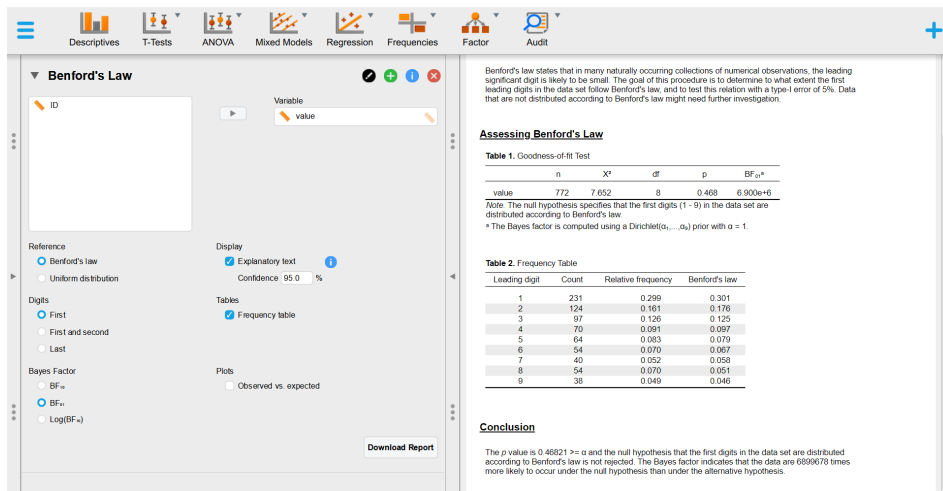 Descriptives T-Tests ANOVA Mixed Models Regression Frequencies Factor Audit
Benford's Law
ID
Variable
value
Reference
Benford's law
Uniform distribution
Display
Explanatory text
Confidence 95.0 %
Digits
First
First and second
Last
Tables
Frequency table
Bayes Factor
BF₁₀
BF₀₁
Log(BF₁₀)
Plots
Observed vs. expected
Download Report
Benford's law states that in many naturally occurring collections of numerical observations, the leading
significant digit is likely to be small. The goal of this procedure is to determine to what extent the first
leading digits in the data set follow Benford's law, and to test this relation with a type-I error of 5%. Data
that are not distributed according to Benford's law might need further investigation.
Assessing Benford's Law
Table 1. Goodness-of-fit Test
n X² df p BF₀₁ᵃ
value 772 7.652 8 0.468 6.900e+6
Note. The null hypothesis specifies that the first digits (1 - 9) in the data set are
distributed according to Benford's law.
ᵃ The Bayes factor is computed using a Dirichlet(α₁,...,α₉) prior with α = 1.
Table 2. Frequency Table
Leading digit Count Relative frequency Benford's law
1 231 0.299 0.301
2 124 0.161 0.176
3 97 0.126 0.125
4 70 0.091 0.097
5 64 0.083 0.079
6 54 0.070 0.067
7 40 0.052 0.058
8 54 0.070 0.051
9 38 0.049 0.046
Conclusion
The p value is 0.46821 >= α and the null hypothesis that the first digits in the data set are distributed
according to Benford's law is not rejected. The Bayes factor indicates that the data are 6899678 times
more likely to occur under the null hypothesis than under the alternative hypothesis.